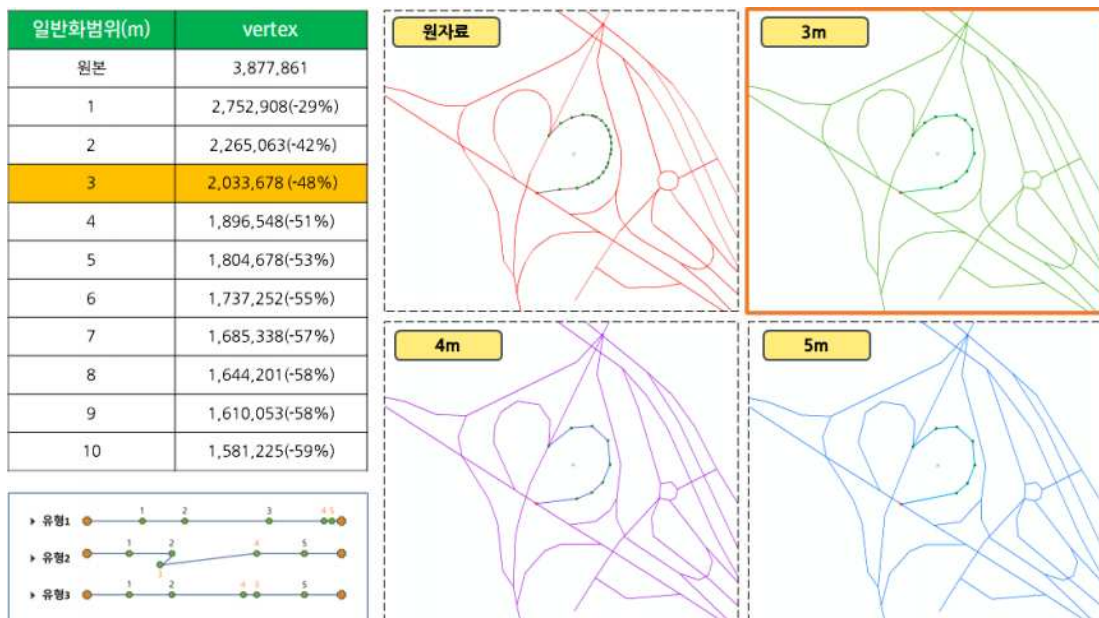 일반화범위(m) vertex
원본 3,877,861
1 2,752,908(-29%)
2 2,265,063(-42%)
3 2,033,678 (-48%)
4 1,896,548(-51%)
5 1,804,678(-53%)
6 1,737,252(-55%)
7 1,685,338(-57%)
8 1,644,201(-58%)
9 1,610,053(-58%)
10 1,581,225(-59%)
유형1 1 2 3 4 5
유형2 1 2 3 4 5
유형3 1 2 4 3 5
원자료
3m
4m
5m